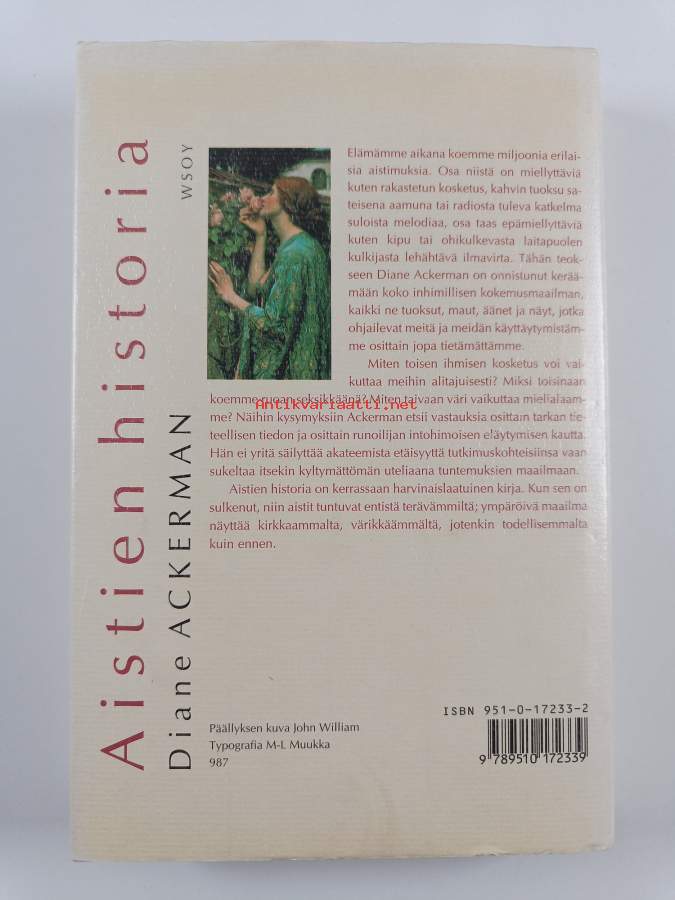 Aistien historia
WSOY
Diane ACKERMAN
Elämämme aikana koemme miljoonia erilai-
sia aistimuksia. Osa niistä on miellyttäviä
kuten rakastetun kosketus, kahvin tuoksu sa-
teisena aamuna tai radiosta tuleva katkelma
suloista melodiaa, osa taas epämiellyttäviä
kuten kipu tai ohikulkevasta laitapuolen
kulkijasta lehähtävä ilmavirta. Tähän teok-
seen Diane Ackerman on onnistunut kerää-
mään koko inhimillisen kokemusmaailman,
kaikki ne tuoksut, maut, äänet ja näyt, jotka
ohjailevat meitä ja meidän käyttäytymistäm-
me osittain jopa tietämättämme.
Miten toisen ihmisen kosketus voi vai-
kuttaa meihin alitajuisesti? Miksi toisinaan
koemme ruoan seksikkäänä? Miten taivaan väri vaikuttaa mielialaam-
Antikvariaatti.net
me? Näihin kysymyksiin Ackerman etsii vastauksia osittain tarkan tie-
teellisen tiedon ja osittain runoilijan intohimoisen eläytymisen kautta.
Hän ei yritä säilyttää akateemista etäisyyttä tutkimuskohteisiinsa vaan
sukeltaa itsekin kyltymättömän uteliaana tuntemuksien maailmaan.
Aistien historia on kerrassaan harvinaislaatuinen kirja. Kun sen on
sulkenut, niin aistit tuntuvat entistä terävämmiltä; ympäröivä maailma
näyttää kirkkaammalta, värikkäämmältä, jotenkin todellisemmalta
kuin ennen.
Päällyksen kuva John William
Typografia M-L Muukka
987
ISBN 951-0-17233-2
9 789510 172339